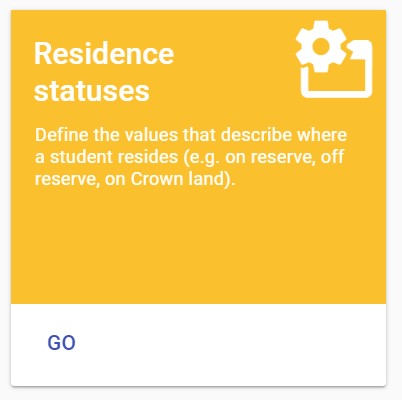 Residence
statuses
Define the values that describe where
a student resides (e.g. on reserve, off
reserve, on Crown land).
GO